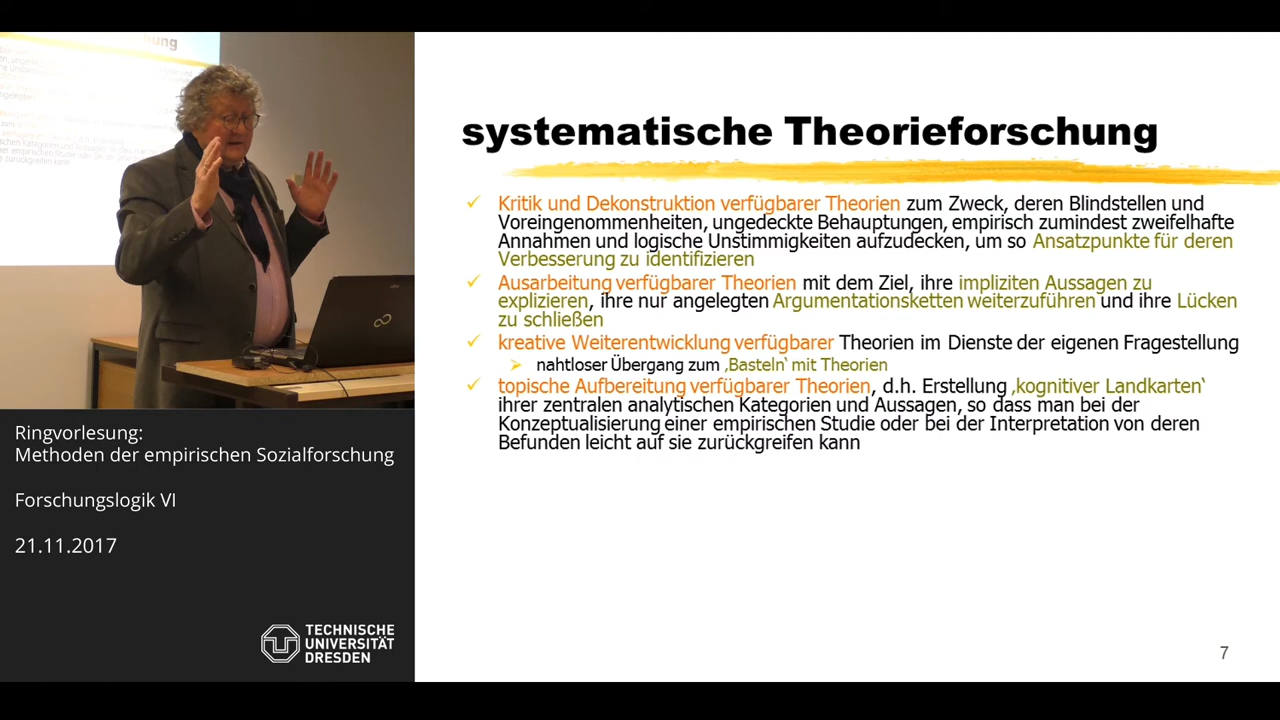 systematische Theorieforschung
Kritik und Dekonstruktion verfügbarer Theorien zum Zweck, deren Blindstellen und
Voreingenommenheiten, ungedeckte Behauptungen, empirisch zumindest zweifelhafte
Annahmen und logische Unstimmigkeiten aufzudecken, um so Ansatzpunkte für deren
Verbesserung zu identifizieren
Ausarbeitung verfügbarer Theorien mit dem Ziel, ihre impliziten Aussagen zu
explizieren, ihre nur angelegten Argumentationsketten weiterzuführen und ihre Lücken
zu schließen
kreative Weiterentwicklung verfügbarer Theorien im Dienste der eigenen Fragestellung
nahtloser Übergang zum ‚Basteln‘ mit Theorien
topische Aufbereitung verfügbarer Theorien, d.h. Erstellung ‚kognitiver Landkarten‘
ihrer zentralen analytischen Kategorien und Aussagen, so dass man bei der
Konzeptualisierung einer empirischen Studie oder bei der Interpretation von deren
Befunden leicht auf sie zurückgreifen kann
7
Ringvorlesung:
Methoden der empirischen Sozialforschung
Forschungslogik VI
21.11.2017
TECHNISCHE
UNIVERSITÄT
DRESDEN